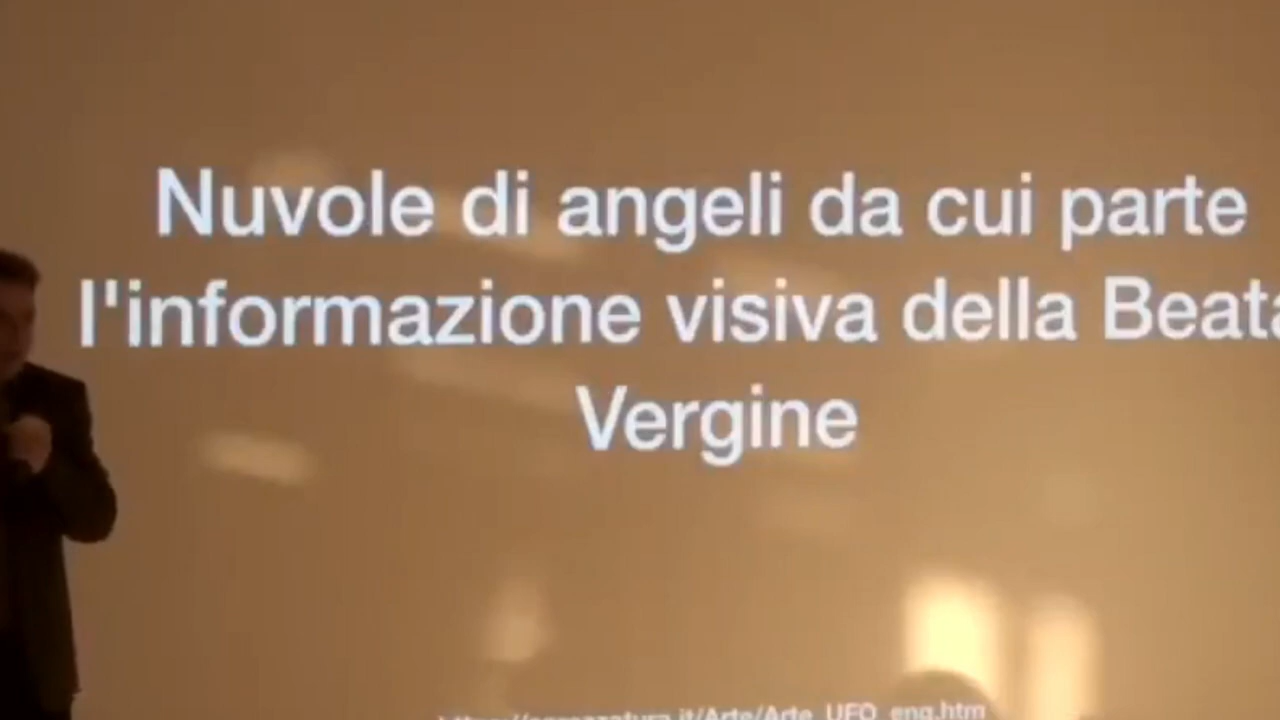 Nuvole di angeli da cui parte
l'informazione visiva della Beata
Vergine